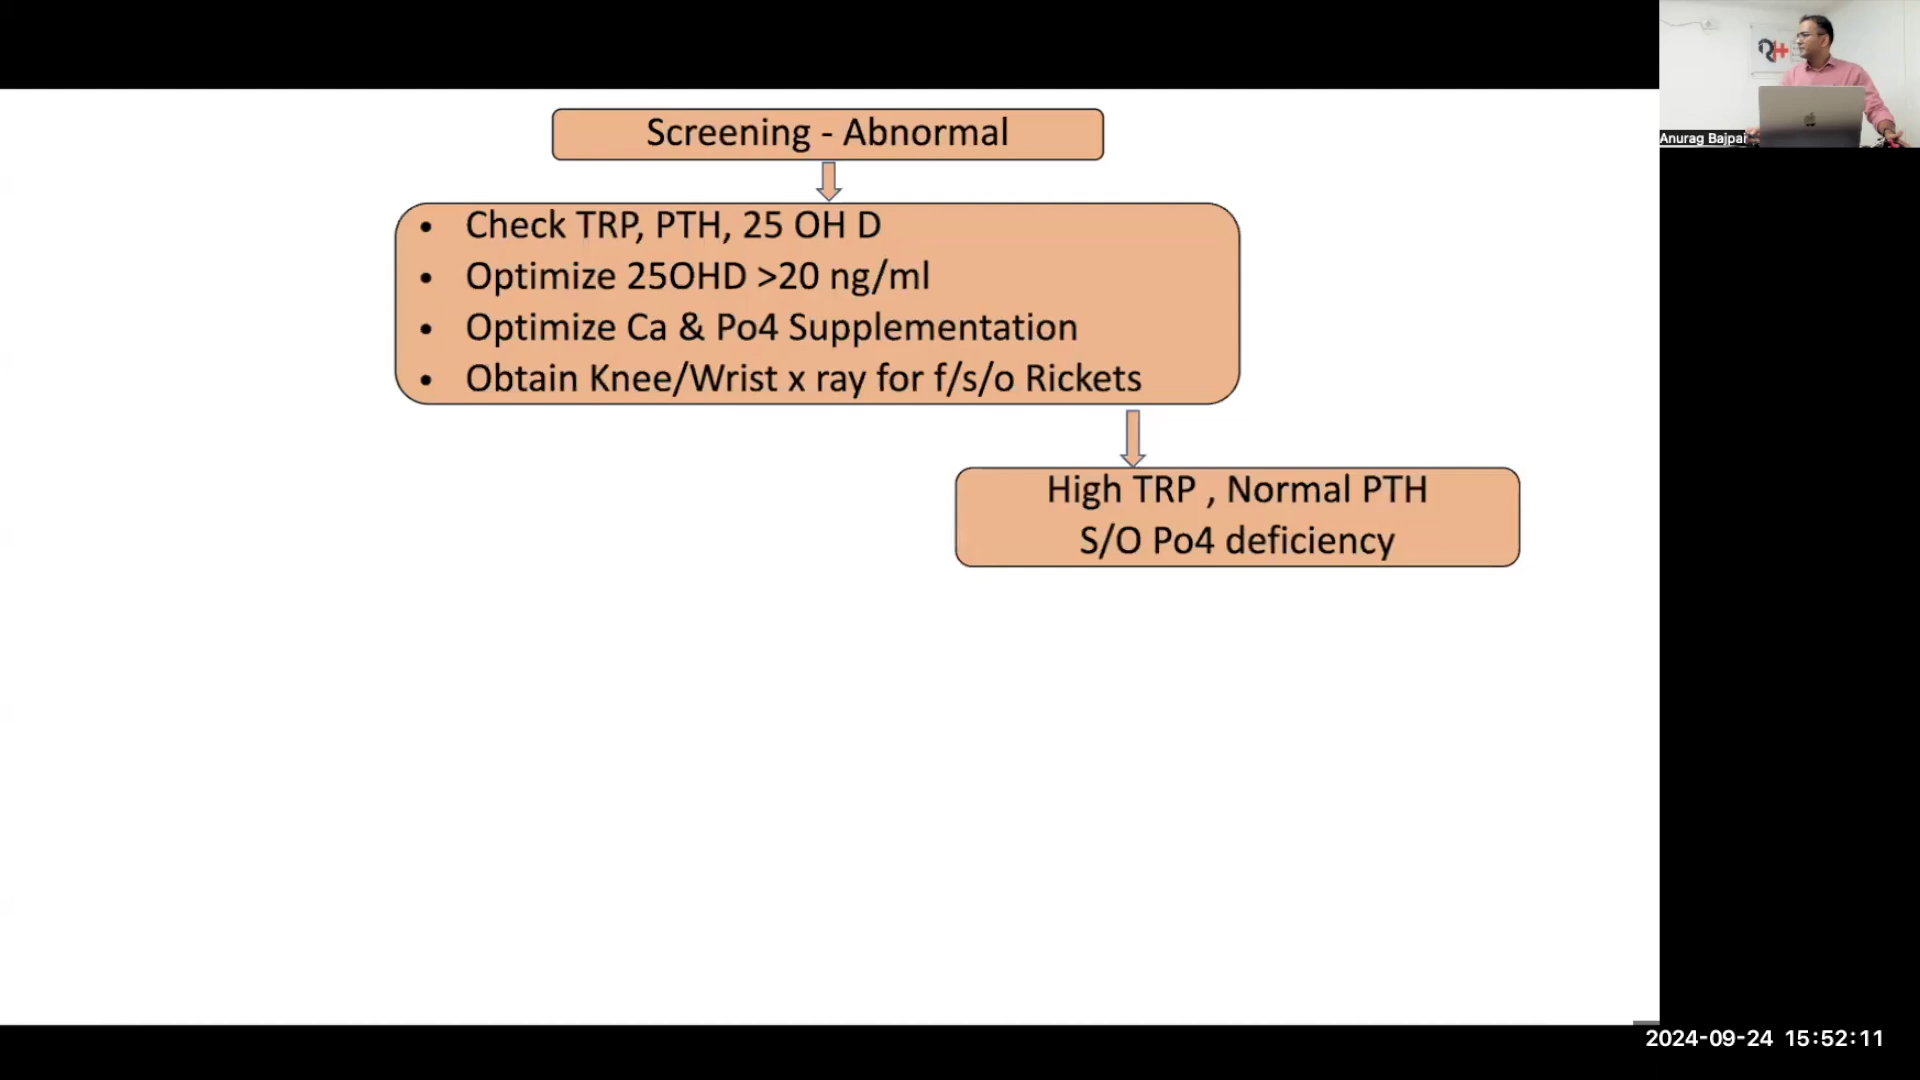 Screening - Abnormal
• Check TRP, PTH, 25 OH D
• Optimize 25OHD >20 ng/ml
• Optimize Ca & Po4 Supplementation
• Obtain Knee/Wrist x ray for f/s/o Rickets
High TRP , Normal PTH
S/O Po4 deficiency
Anurag Bajpai
2024-09-24 15:52:11